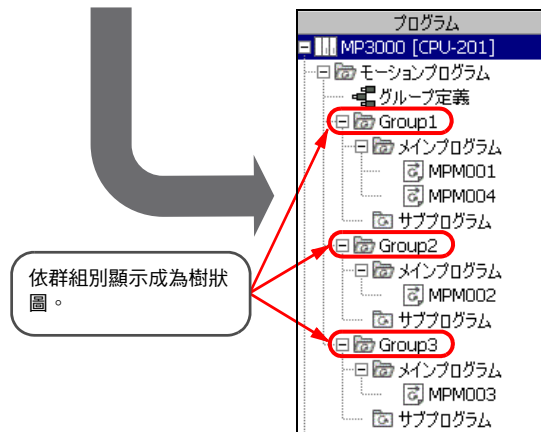 プログラム
MP3000 [CPU-201]
モーションプログラム
グループ定義
Group1
メインプログラム
MPM001
MPM004
サブプログラム
Group2
メインプログラム
MPM002
サブプログラム
Group3
メインプログラム
MPM003
サブプログラム
依群組別顯示成為樹狀
圖。